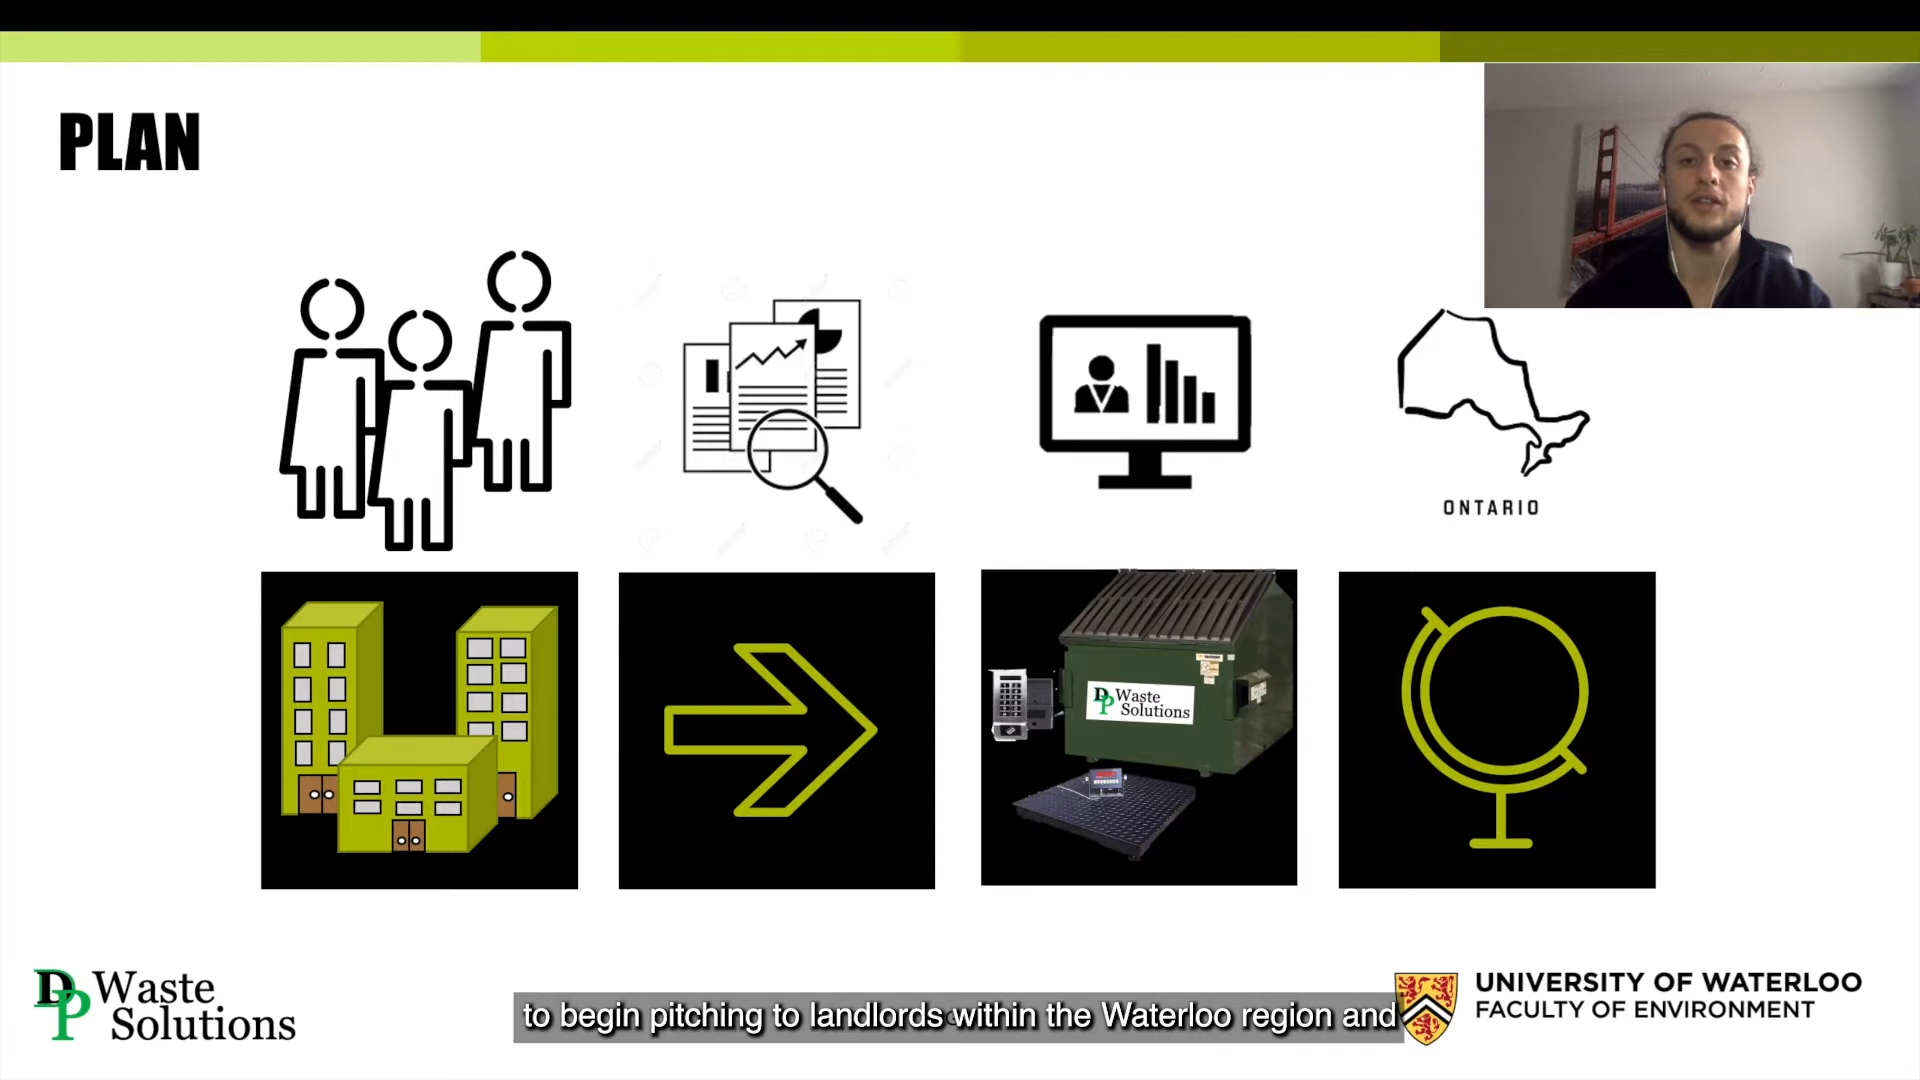 PLAN
ONTARIO
DP Waste
Solutions
DP Waste
Solutions
to begin pitching to landlords within the Waterloo region and
UNIVERSITY OF WATERLOO
FACULTY OF ENVIRONMENT